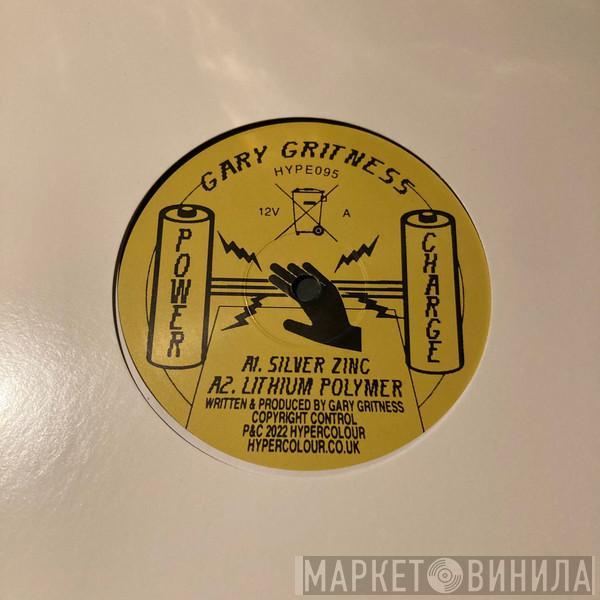 GARY GRITNESS
HYPE095
12V A
POWER
CHARGE
A1. SILVER ZINC
A2. LITHIUM POLYMER
WRITTEN & PRODUCED BY GARY GRITNESS
COPYRIGHT CONTROL
P&C 2022 HYPERCOLOUR
HYPERCOLOUR.CO.UK
МАРКЕТ ВИНИЛА